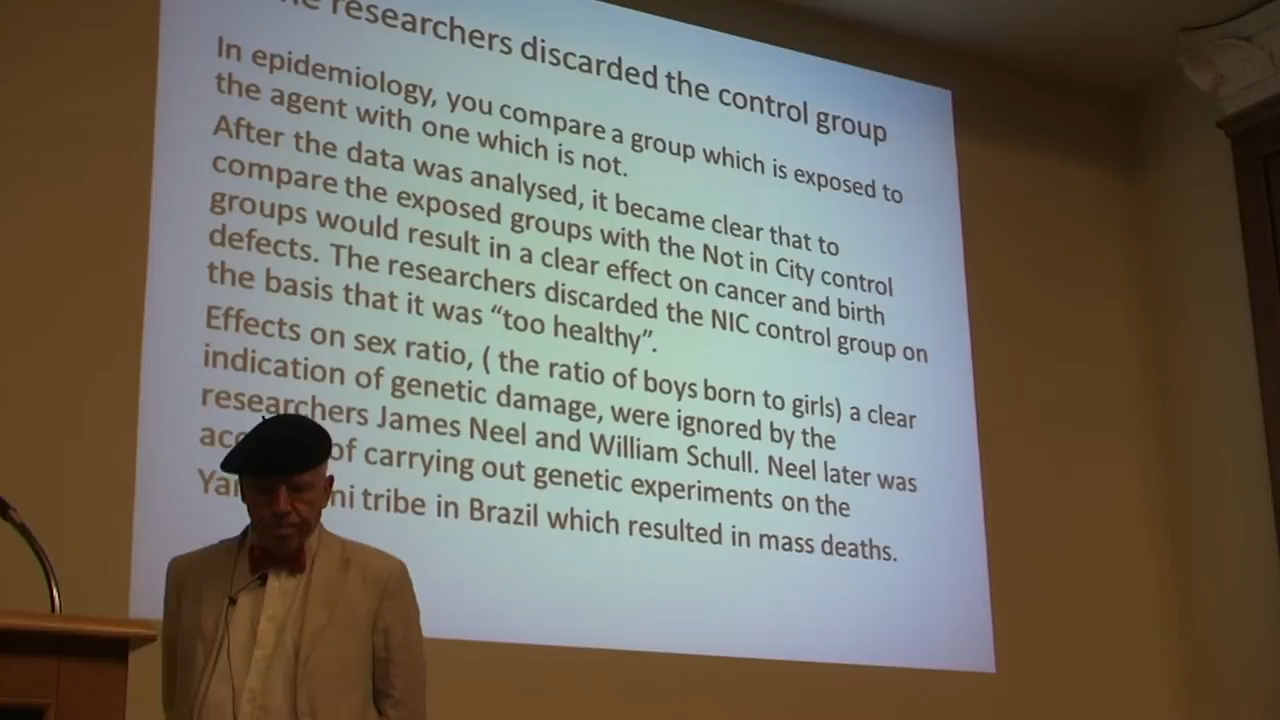 researchers discarded the control group
In epidemiology, you compare a group which is exposed to
the agent with one which is not.
After the data was analysed, it became clear that to
compare the exposed groups with the Not in City control
groups would result in a clear effect on cancer and birth
defects. The researchers discarded the NIC control group on
the basis that it was “too healthy”.
Effects on sex ratio, ( the ratio of boys born to girls) a clear
indication of genetic damage, were ignored by the
researchers James Neel and William Schull. Neel later was
of carrying out genetic experiments on the
tribe in Brazil which resulted in mass deaths.